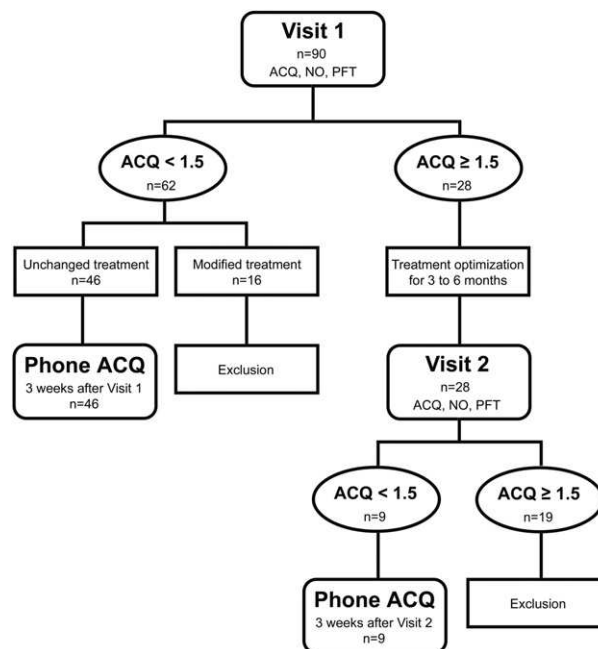 Visit 1
n=90
ACQ, NO, PFT
ACQ < 1.5
n=62
ACQ ≥ 1.5
n=28
Unchanged treatment
n=46
Modified treatment
n=16
Treatment optimization
for 3 to 6 months
Phone ACQ
3 weeks after Visit 1
n=46
Exclusion
Visit 2
n=28
ACQ, NO, PFT
ACQ < 1.5
n=9
ACQ ≥ 1.5
n=19
Phone ACQ
3 weeks after Visit 2
n=9
Exclusion